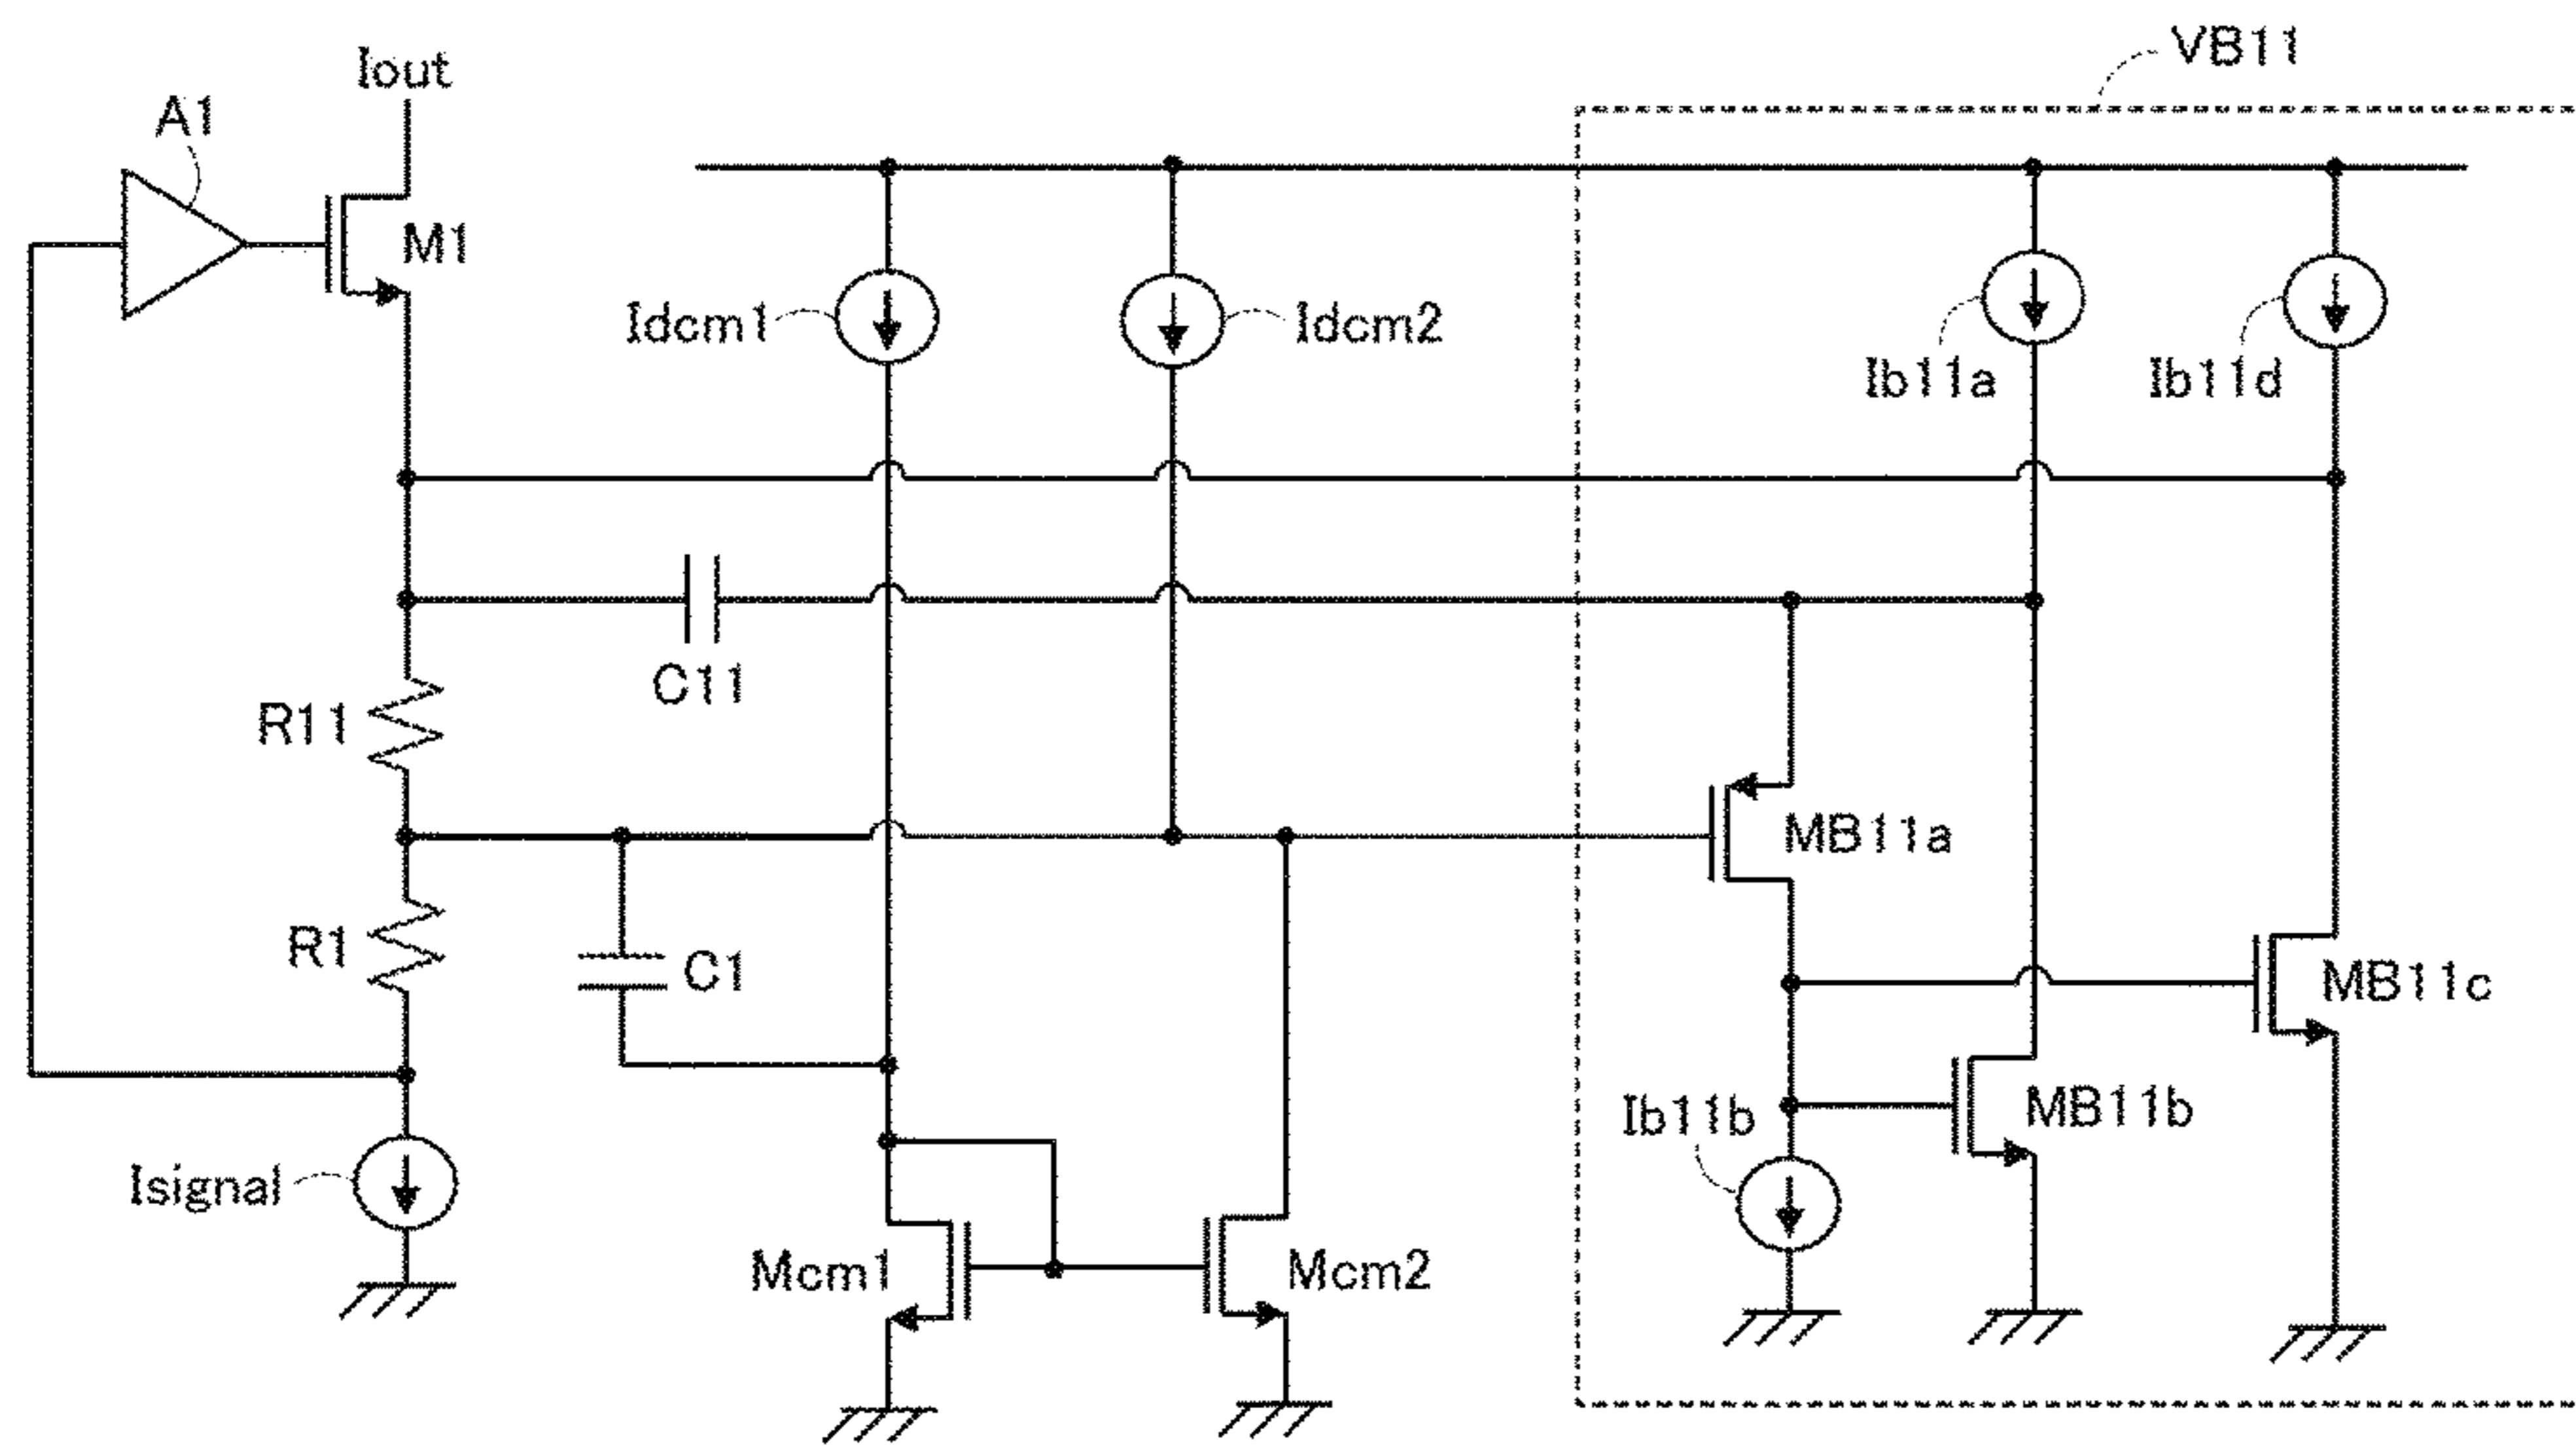 VB11
Iout
A1
M1
Idcm1
Idcm2
Ib11a
Ib11d
C11
R11
MB11a
R1
C1
MB11c
Ib11b
MB11b
Isignal
Mcm1
Mcm2